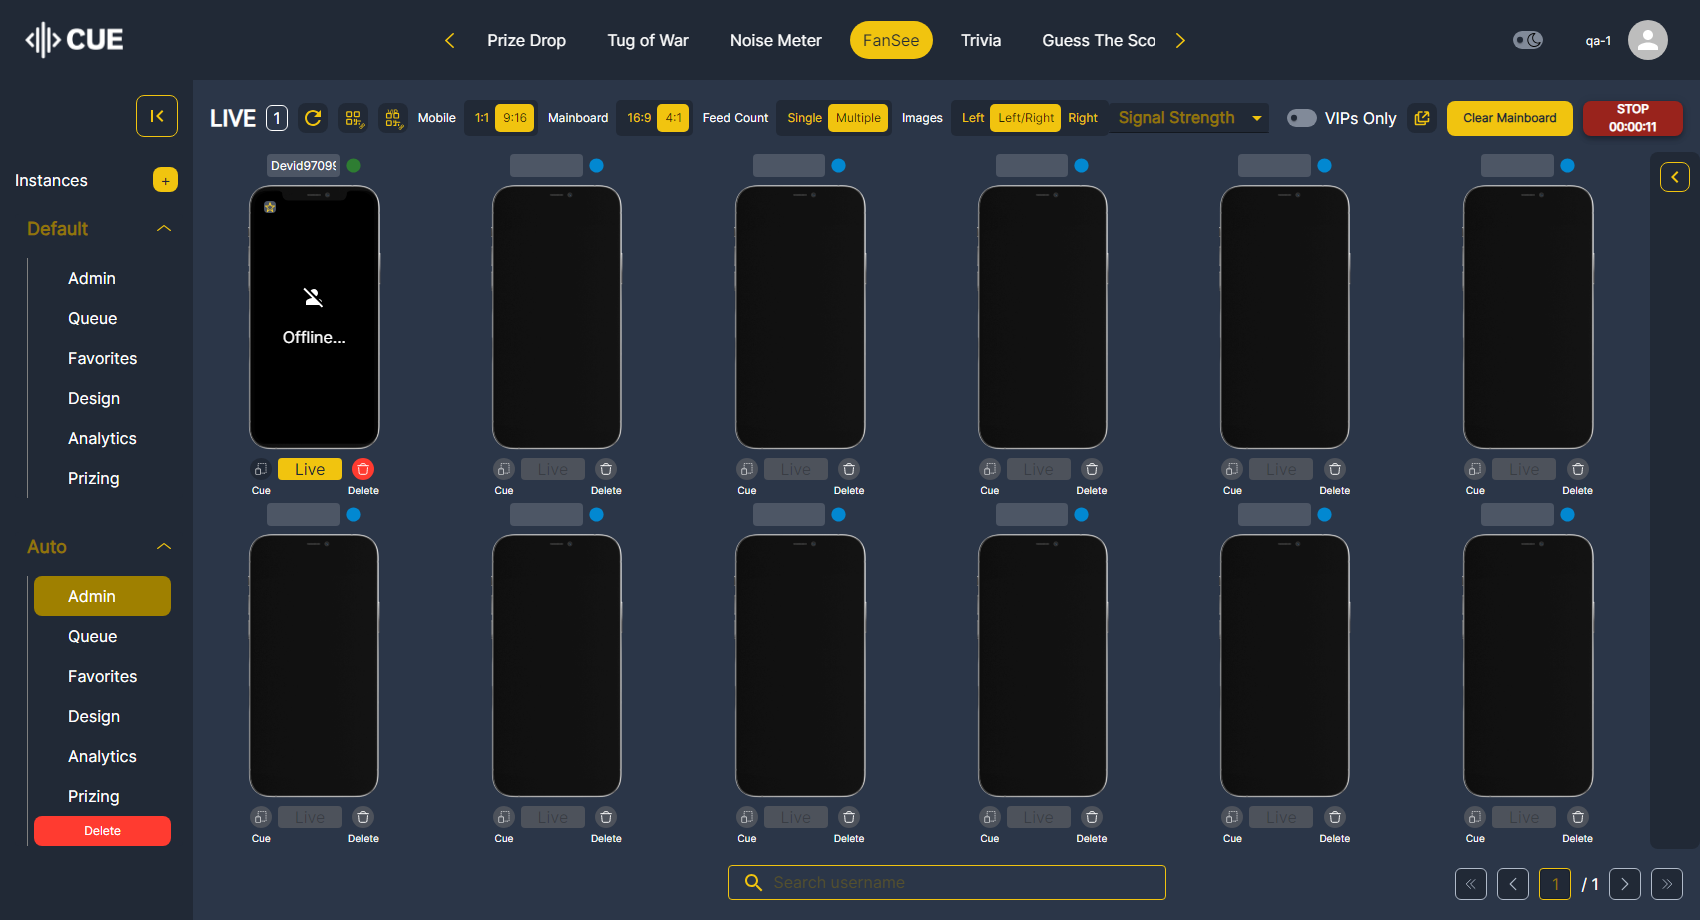 CUE
Prize Drop
Tug of War
Noise Meter
FanSee
Trivia
Guess The Sco
qa-1
LIVE 1
Mobile 1:1 9:16
Mainboard 16:9 4:1
Feed Count Single Multiple
Images Left Left/Right Right
Signal Strength
VIPs Only
Clear Mainboard
STOP
00:00:11
Instances +
Default
Admin
Queue
Favorites
Design
Analytics
Prizing
Auto
Admin
Queue
Favorites
Design
Analytics
Prizing
Delete
Devid9709
Offline...
Live Live Live Live Live Live
Cue Delete Cue Delete Cue Delete Cue Delete Cue Delete Cue Delete
Live Live Live Live Live Live
Cue Delete Cue Delete Cue Delete Cue Delete Cue Delete Cue Delete
Search username
1 / 1